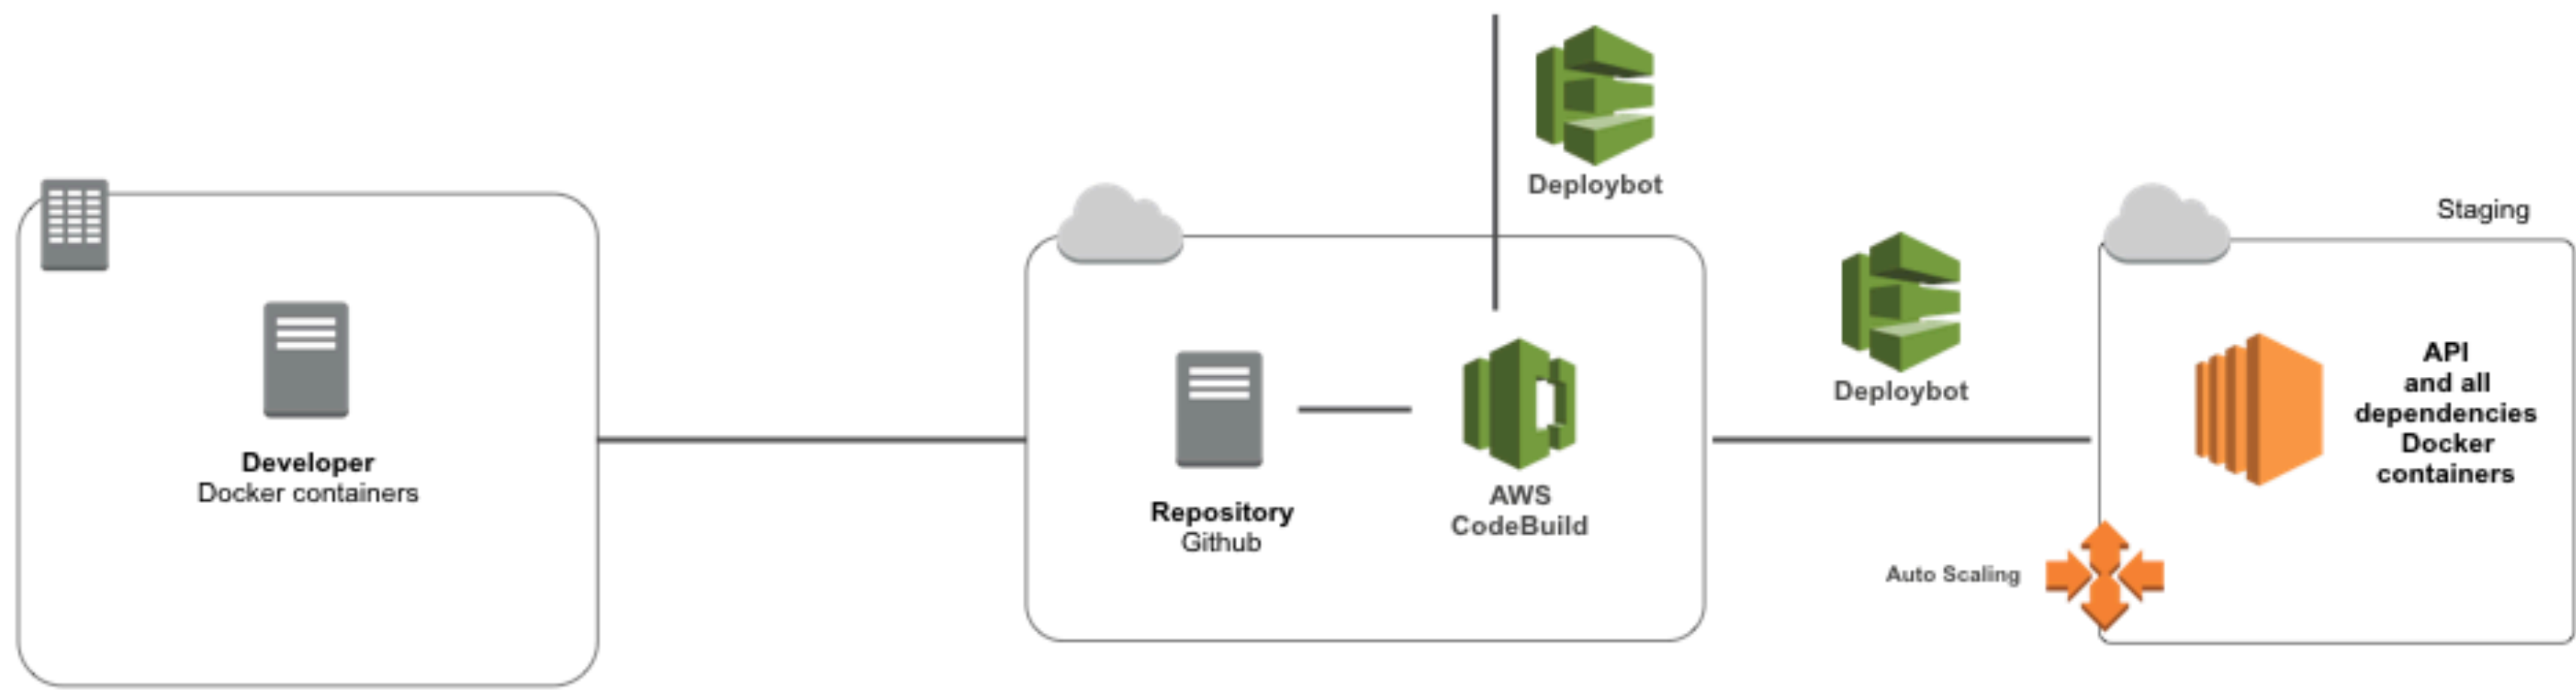 Deploybot
Staging
Developer
Docker containers
Repository
Github
AWS
CodeBuild
Deploybot
Auto Scaling
API
and all
dependencies
Docker
containers